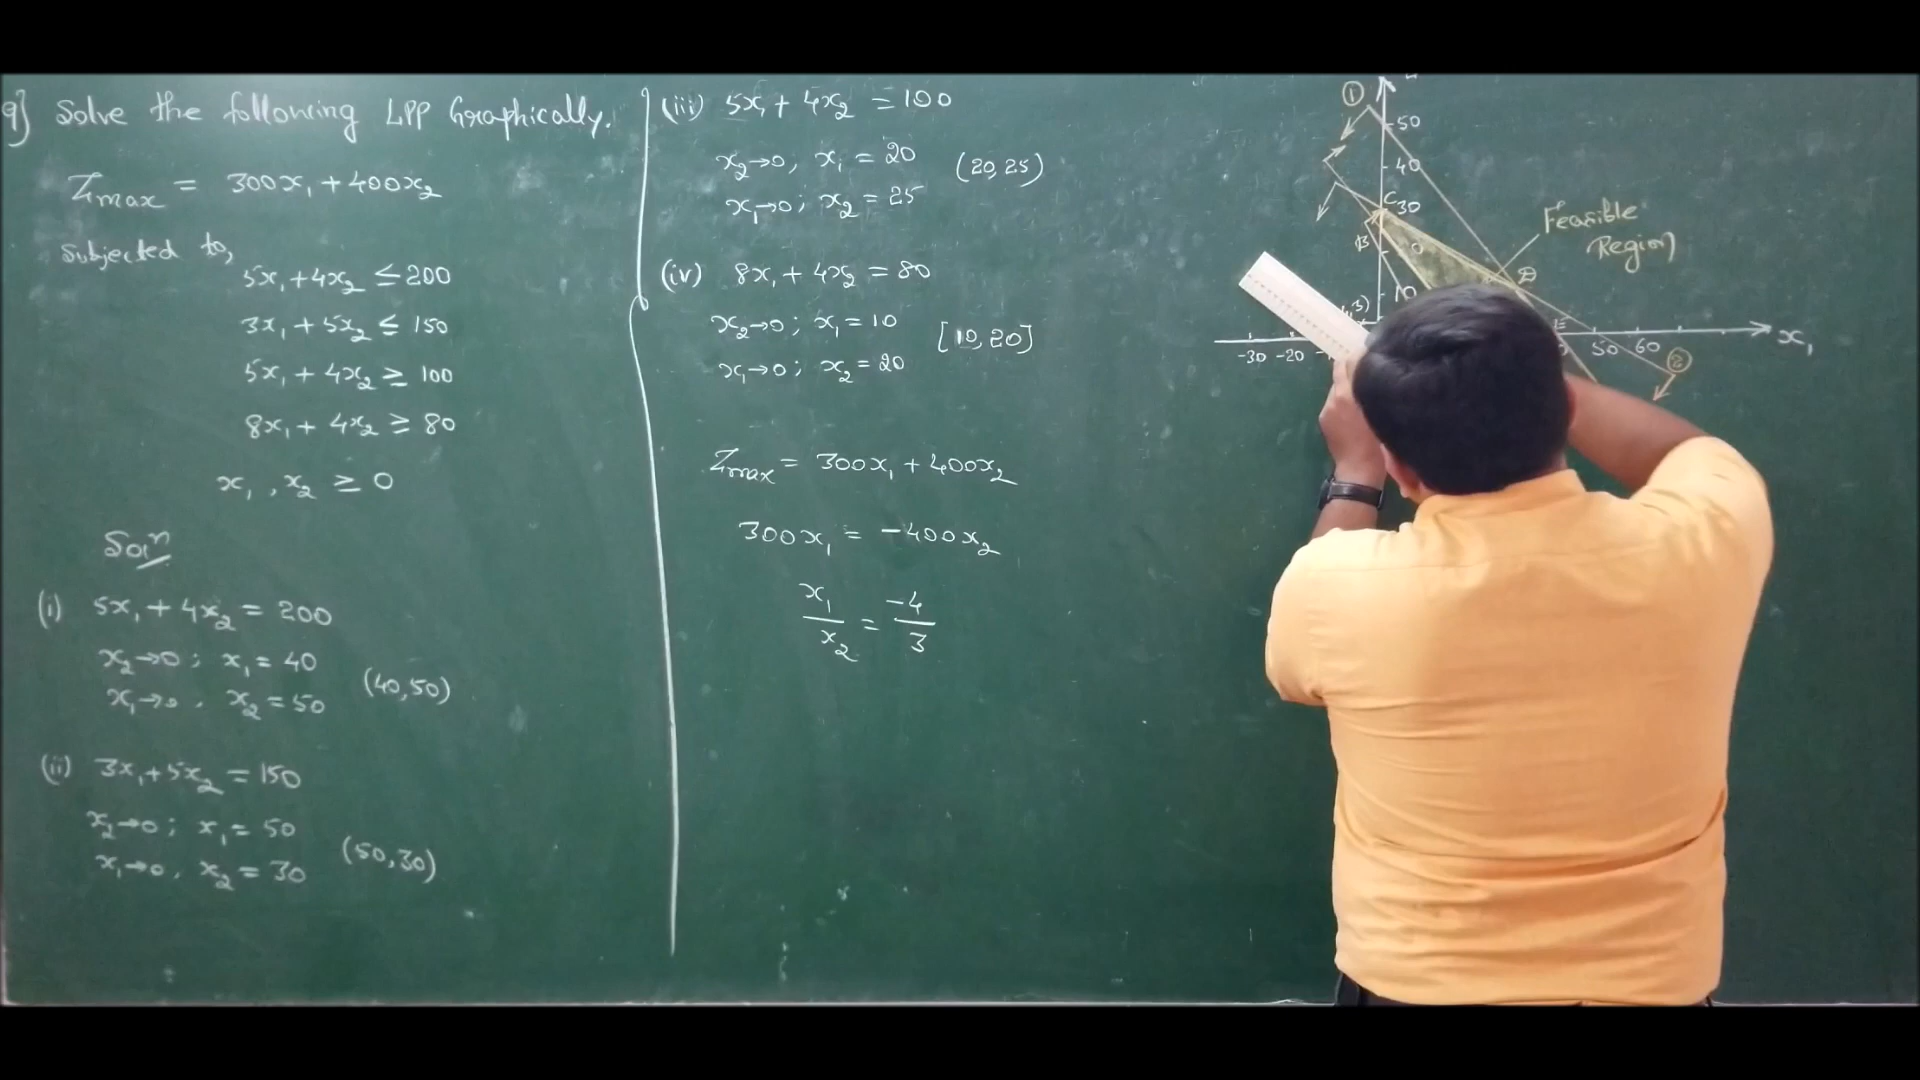 9] Solve the following LPP Graphically.
Zmax = 300x₁ + 400x₂
Subjected to,
5x₁ + 4x₂ ≤ 200
3x₁ + 5x₂ ≤ 150
5x₁ + 4x₂ ≥ 100
8x₁ + 4x₂ ≥ 80
x₁ , x₂ ≥ 0
Solⁿ
(i) 5x₁ + 4x₂ = 200
x₂→0 ; x₁ = 40
x₁→0 . x₂ = 50
(40,50)
(ii) 3x₁ + 5x₂ = 150
x₂→0 ; x₁ = 50
x₁→0 . x₂ = 30
(50,30)
(iii) 5x₁ + 4x₂ = 100
x₂→0, x₁ = 20
x₁→0 ; x₂ = 25
(20,25)
(iv) 8x₁ + 4x₂ = 80
x₂→0 ; x₁ = 10
x₁→0 ; x₂ = 20
[10,20]
Zmax = 300x₁ + 400x₂
300x₁ = -400x₂
x₁/x₂ = -4/3
①
50
40
C 30
B
10
D
Feasible
Region
E
-30 -20
50 60
x₁
②